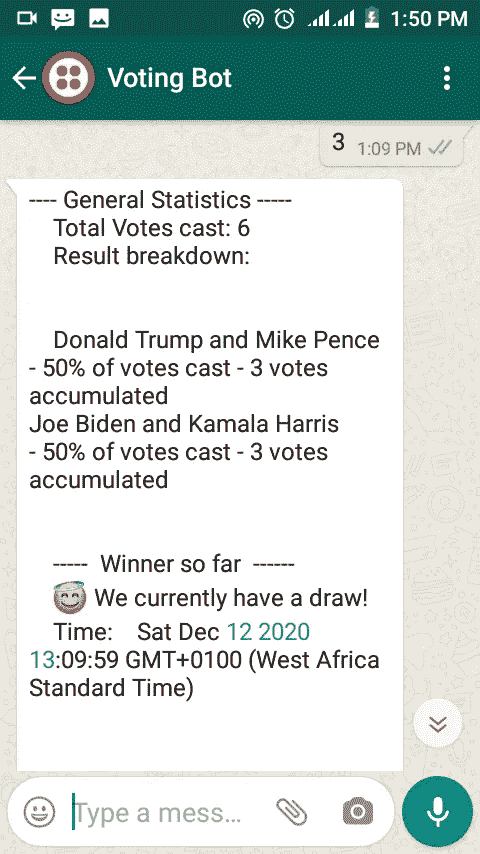 1:50 PM
Voting Bot
3 1:09 PM
---- General Statistics -----
Total Votes cast: 6
Result breakdown:
Donald Trump and Mike Pence
- 50% of votes cast - 3 votes
accumulated
Joe Biden and Kamala Harris
- 50% of votes cast - 3 votes
accumulated
----- Winner so far ------
😇 We currently have a draw!
Time: Sat Dec 12 2020
13:09:59 GMT+0100 (West Africa
Standard Time)
Type a mess...